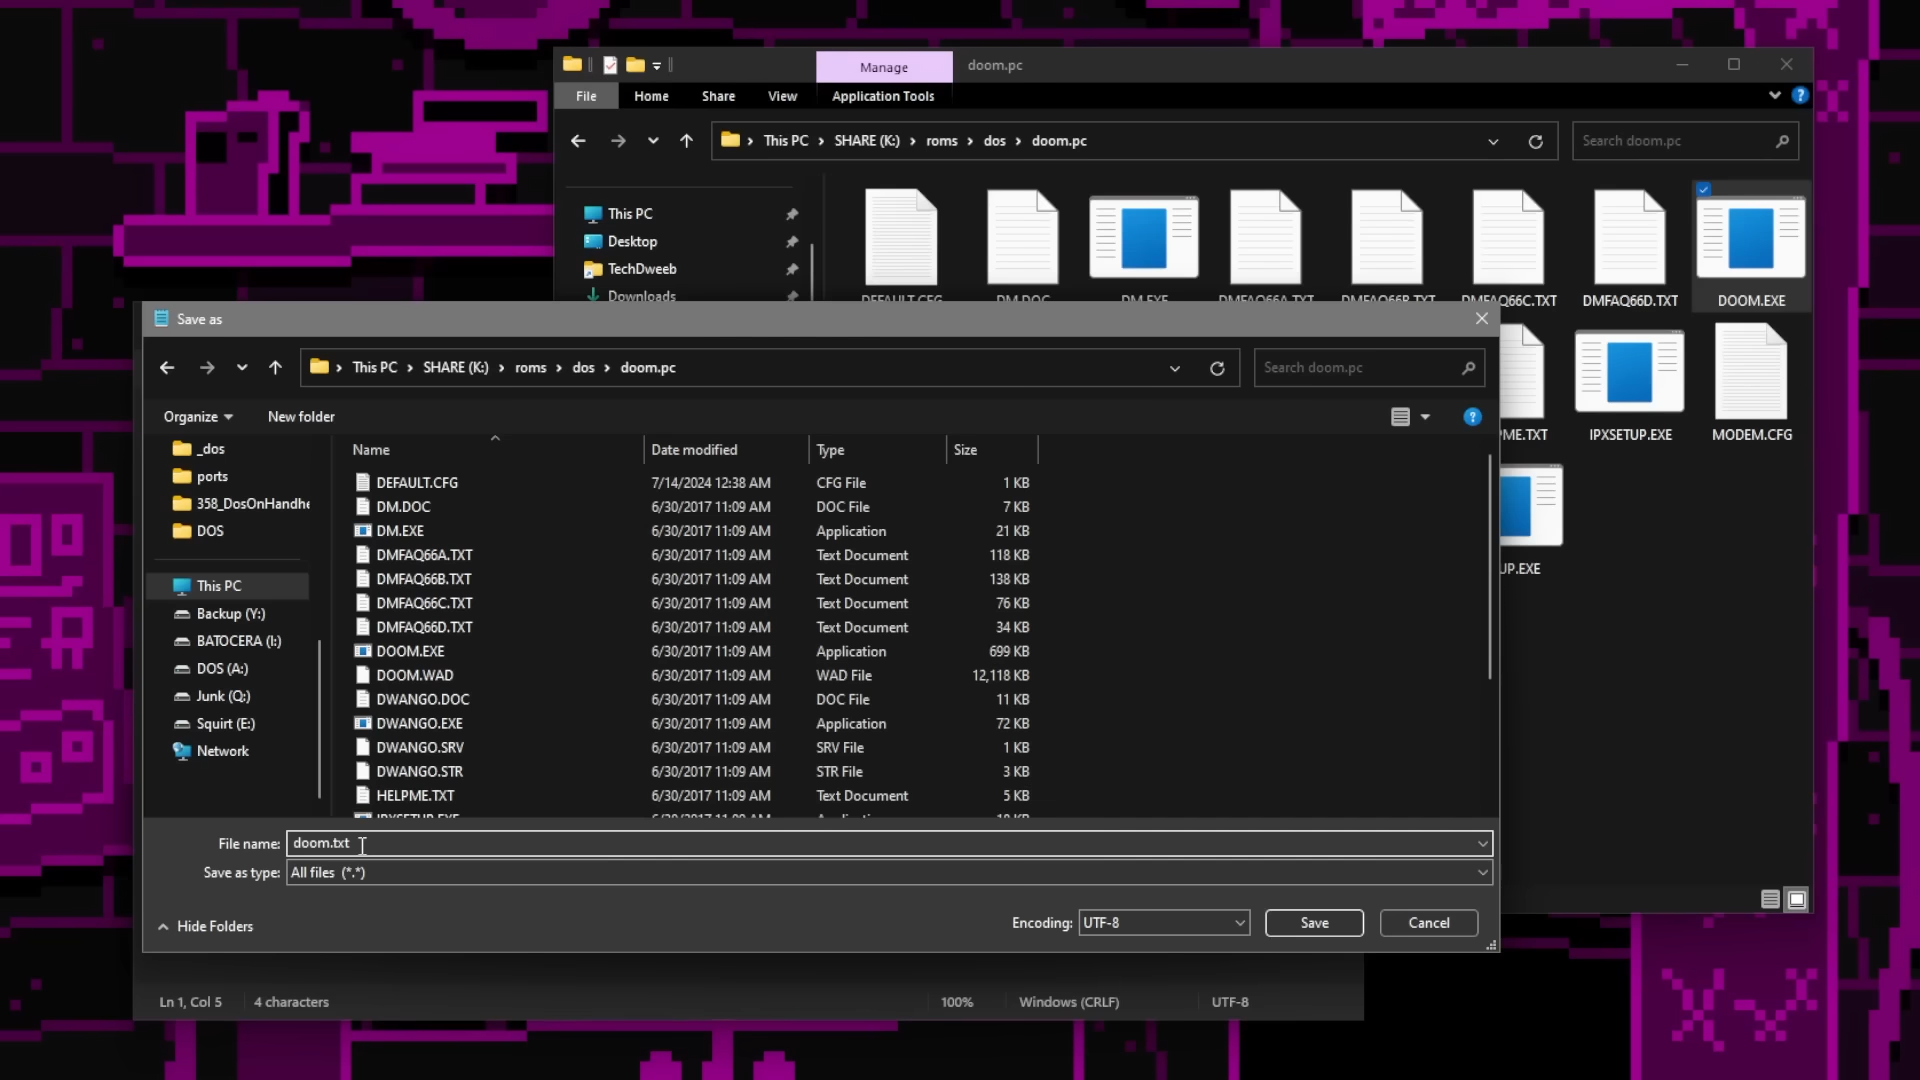 Manage
doom.pc
File
Home
Share
View
Application Tools
This PC
SHARE (K:)
roms
dos
doom.pc
Search doom.pc
This PC
Desktop
TechDweeb
Downloads
DEFAULT.CFG
DM.DOC
DM.EXE
DMFAQ66A.TXT
DMFAQ66B.TXT
DMFAQ66C.TXT
DMFAQ66D.TXT
DOOM.EXE
ME.TXT
IPXSETUP.EXE
MODEM.CFG
UP.EXE
Save as
This PC
SHARE (K:)
roms
dos
doom.pc
Search doom.pc
Organize
New folder
_dos
ports
358_DosOnHandhe
DOS
This PC
Backup (Y:)
BATOCERA (I:)
DOS (A:)
Junk (Q:)
Squirt (E:)
Network
Name Date modified Type Size
DEFAULT.CFG 7/14/2024 12:38 AM CFG File 1 KB
DM.DOC 6/30/2017 11:09 AM DOC File 7 KB
DM.EXE 6/30/2017 11:09 AM Application 21 KB
DMFAQ66A.TXT 6/30/2017 11:09 AM Text Document 118 KB
DMFAQ66B.TXT 6/30/2017 11:09 AM Text Document 138 KB
DMFAQ66C.TXT 6/30/2017 11:09 AM Text Document 76 KB
DMFAQ66D.TXT 6/30/2017 11:09 AM Text Document 34 KB
DOOM.EXE 6/30/2017 11:09 AM Application 699 KB
DOOM.WAD 6/30/2017 11:09 AM WAD File 12,118 KB
DWANGO.DOC 6/30/2017 11:09 AM DOC File 11 KB
DWANGO.EXE 6/30/2017 11:09 AM Application 72 KB
DWANGO.SRV 6/30/2017 11:09 AM SRV File 1 KB
DWANGO.STR 6/30/2017 11:09 AM STR File 3 KB
HELPME.TXT 6/30/2017 11:09 AM Text Document 5 KB
File name: doom.txt
Save as type: All files (*.*)
Hide Folders
Encoding: UTF-8
Save
Cancel
Ln 1, Col 5
4 characters
100%
Windows (CRLF)
UTF-8